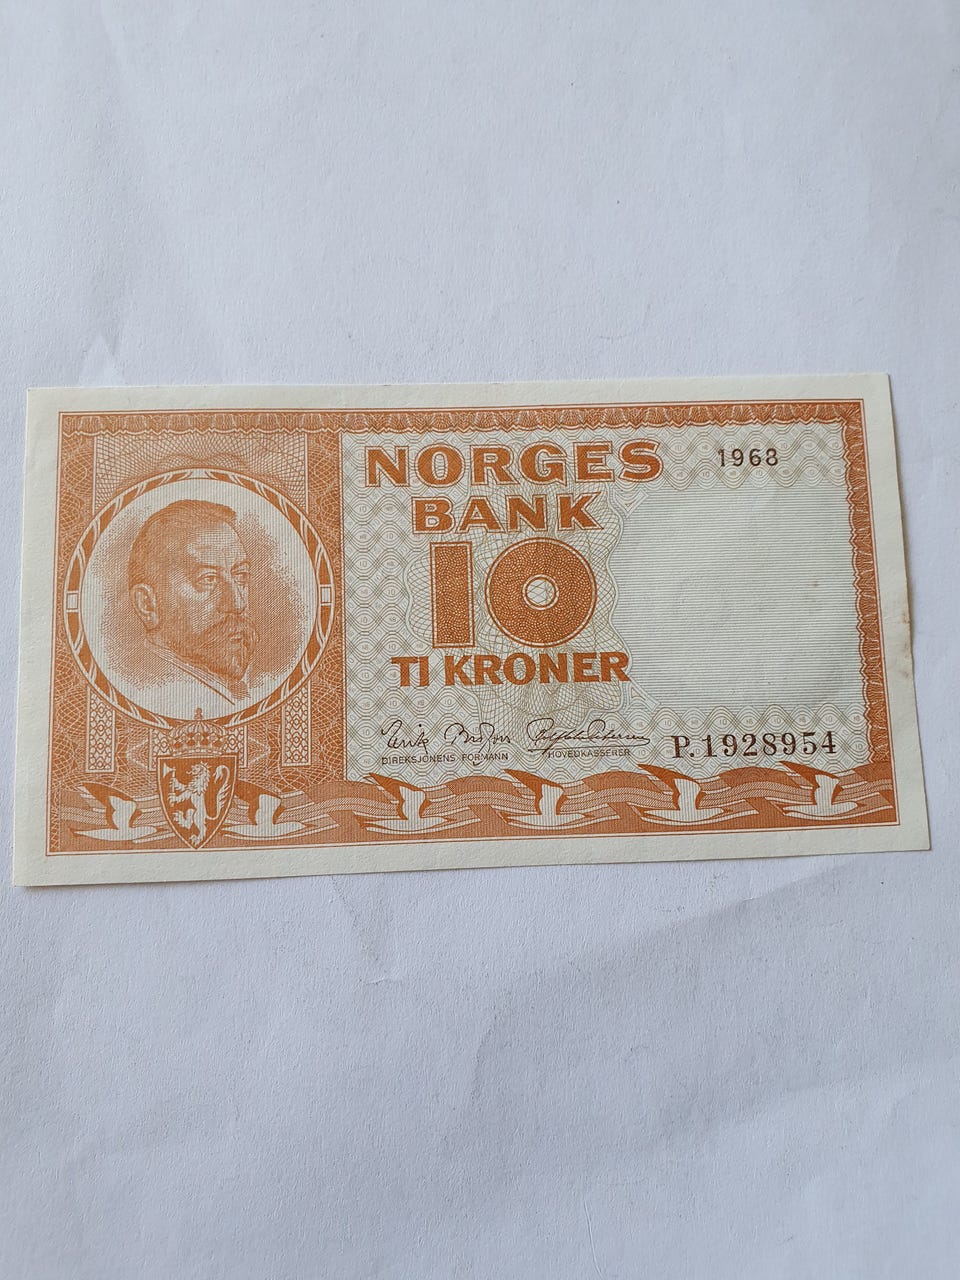 NORGES
BANK
1968
10
TI KRONER
DIREKSJONENS FORMANN
HOVEDKASSERER
P.1928954